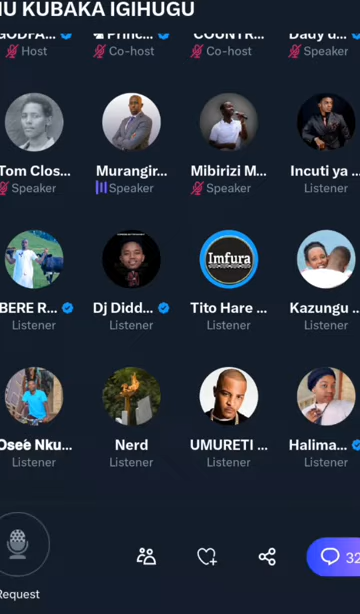 U KUBAKA IGIHUGU
Host Co-host Co-host Speaker
Tom Clos... Murangir... Mibirizi M... Incuti ya ...
Speaker Speaker Speaker Listener
Imfura
BERE R... Dj Didd... Tito Hare ... Kazungu ...
Listener Listener Listener Listener
Osée Nku... Nerd UMURETI ... Halima...
Listener Listener Listener Listener
32
Request